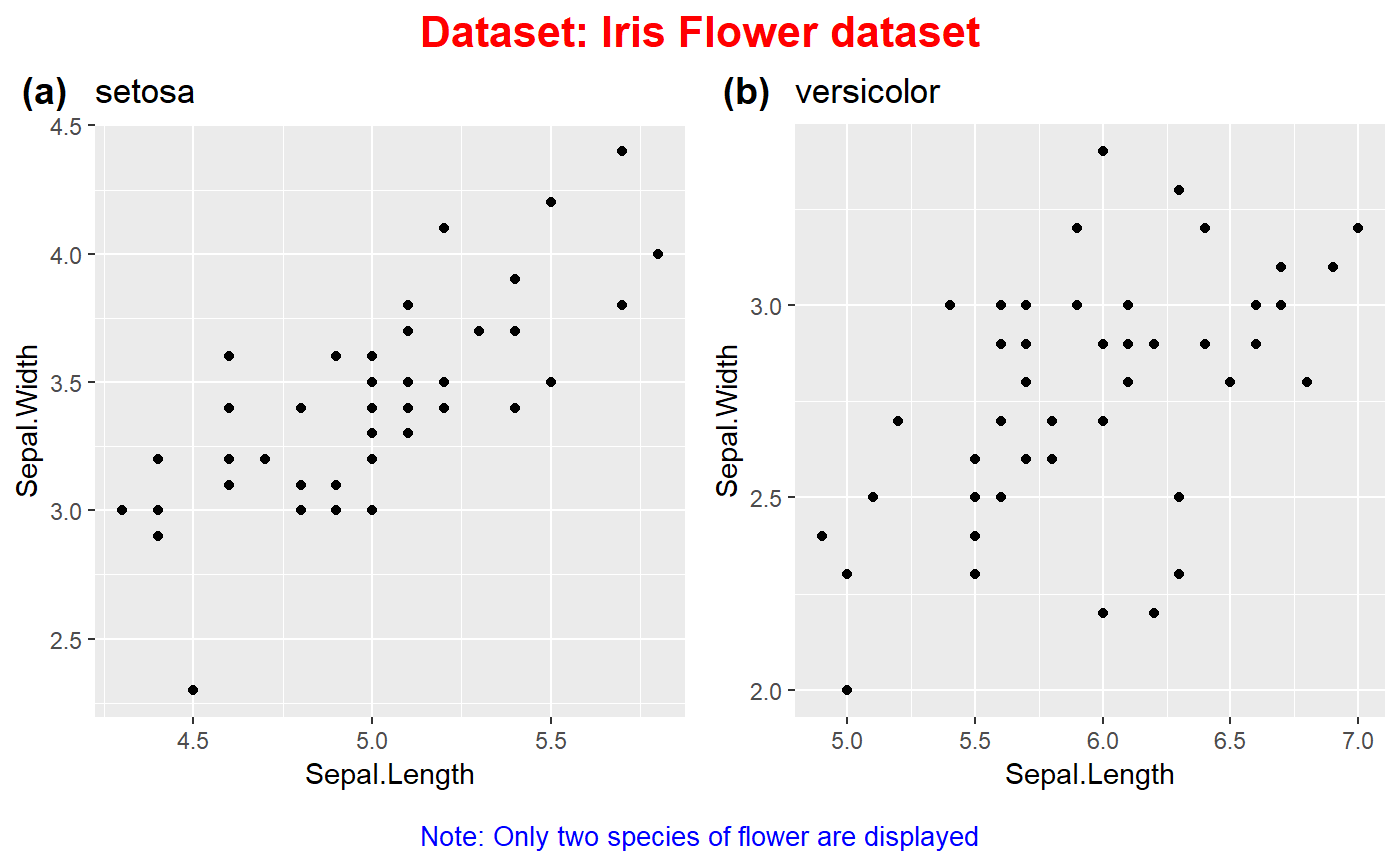 Dataset: Iris Flower dataset
(a) setosa
4.5
4.0
3.5
3.0
2.5
Sepal.Width
4.5 5.0 5.5
Sepal.Length
(b) versicolor
3.0
2.5
2.0
Sepal.Width
5.0 5.5 6.0 6.5 7.0
Sepal.Length
Note: Only two species of flower are displayed